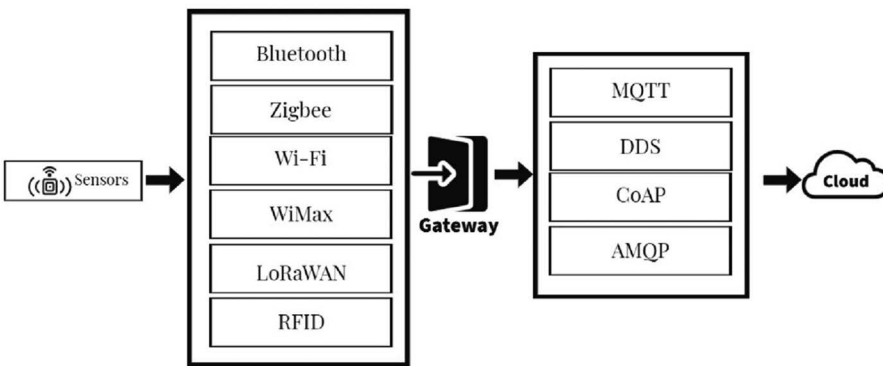 Sensors
Bluetooth
Zigbee
Wi-Fi
WiMax
LoRaWAN
RFID
Gateway
MQTT
DDS
CoAP
AMQP
Cloud